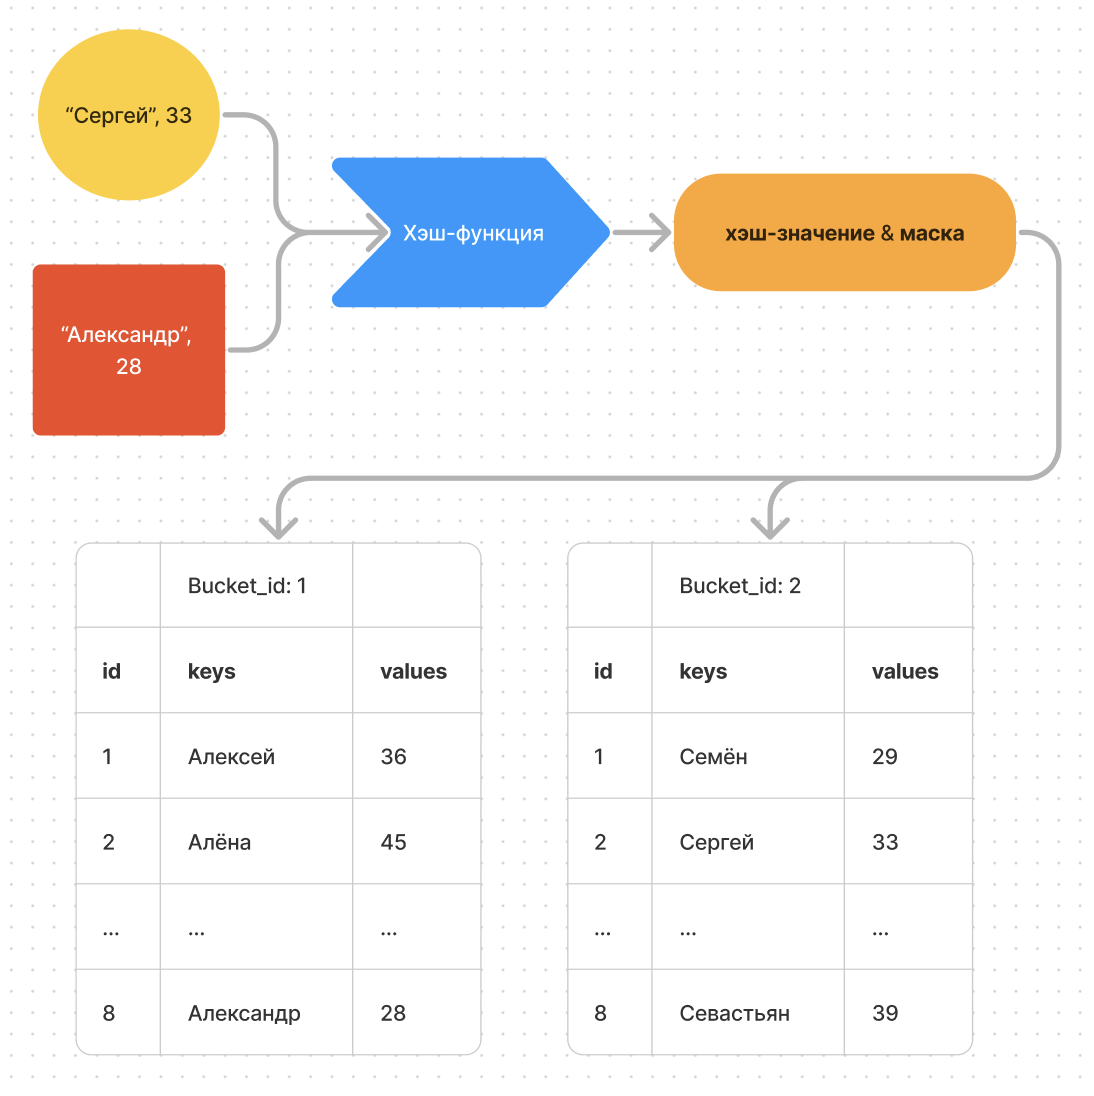 “Сергей”, 33
Хэш-функция
хэш-значение & маска
“Александр”,
28
Bucket_id: 1
id keys values
1 Алексей 36
2 Алёна 45
... ... ...
8 Александр 28
Bucket_id: 2
id keys values
1 Семён 29
2 Сергей 33
... ... ...
8 Севастьян 39